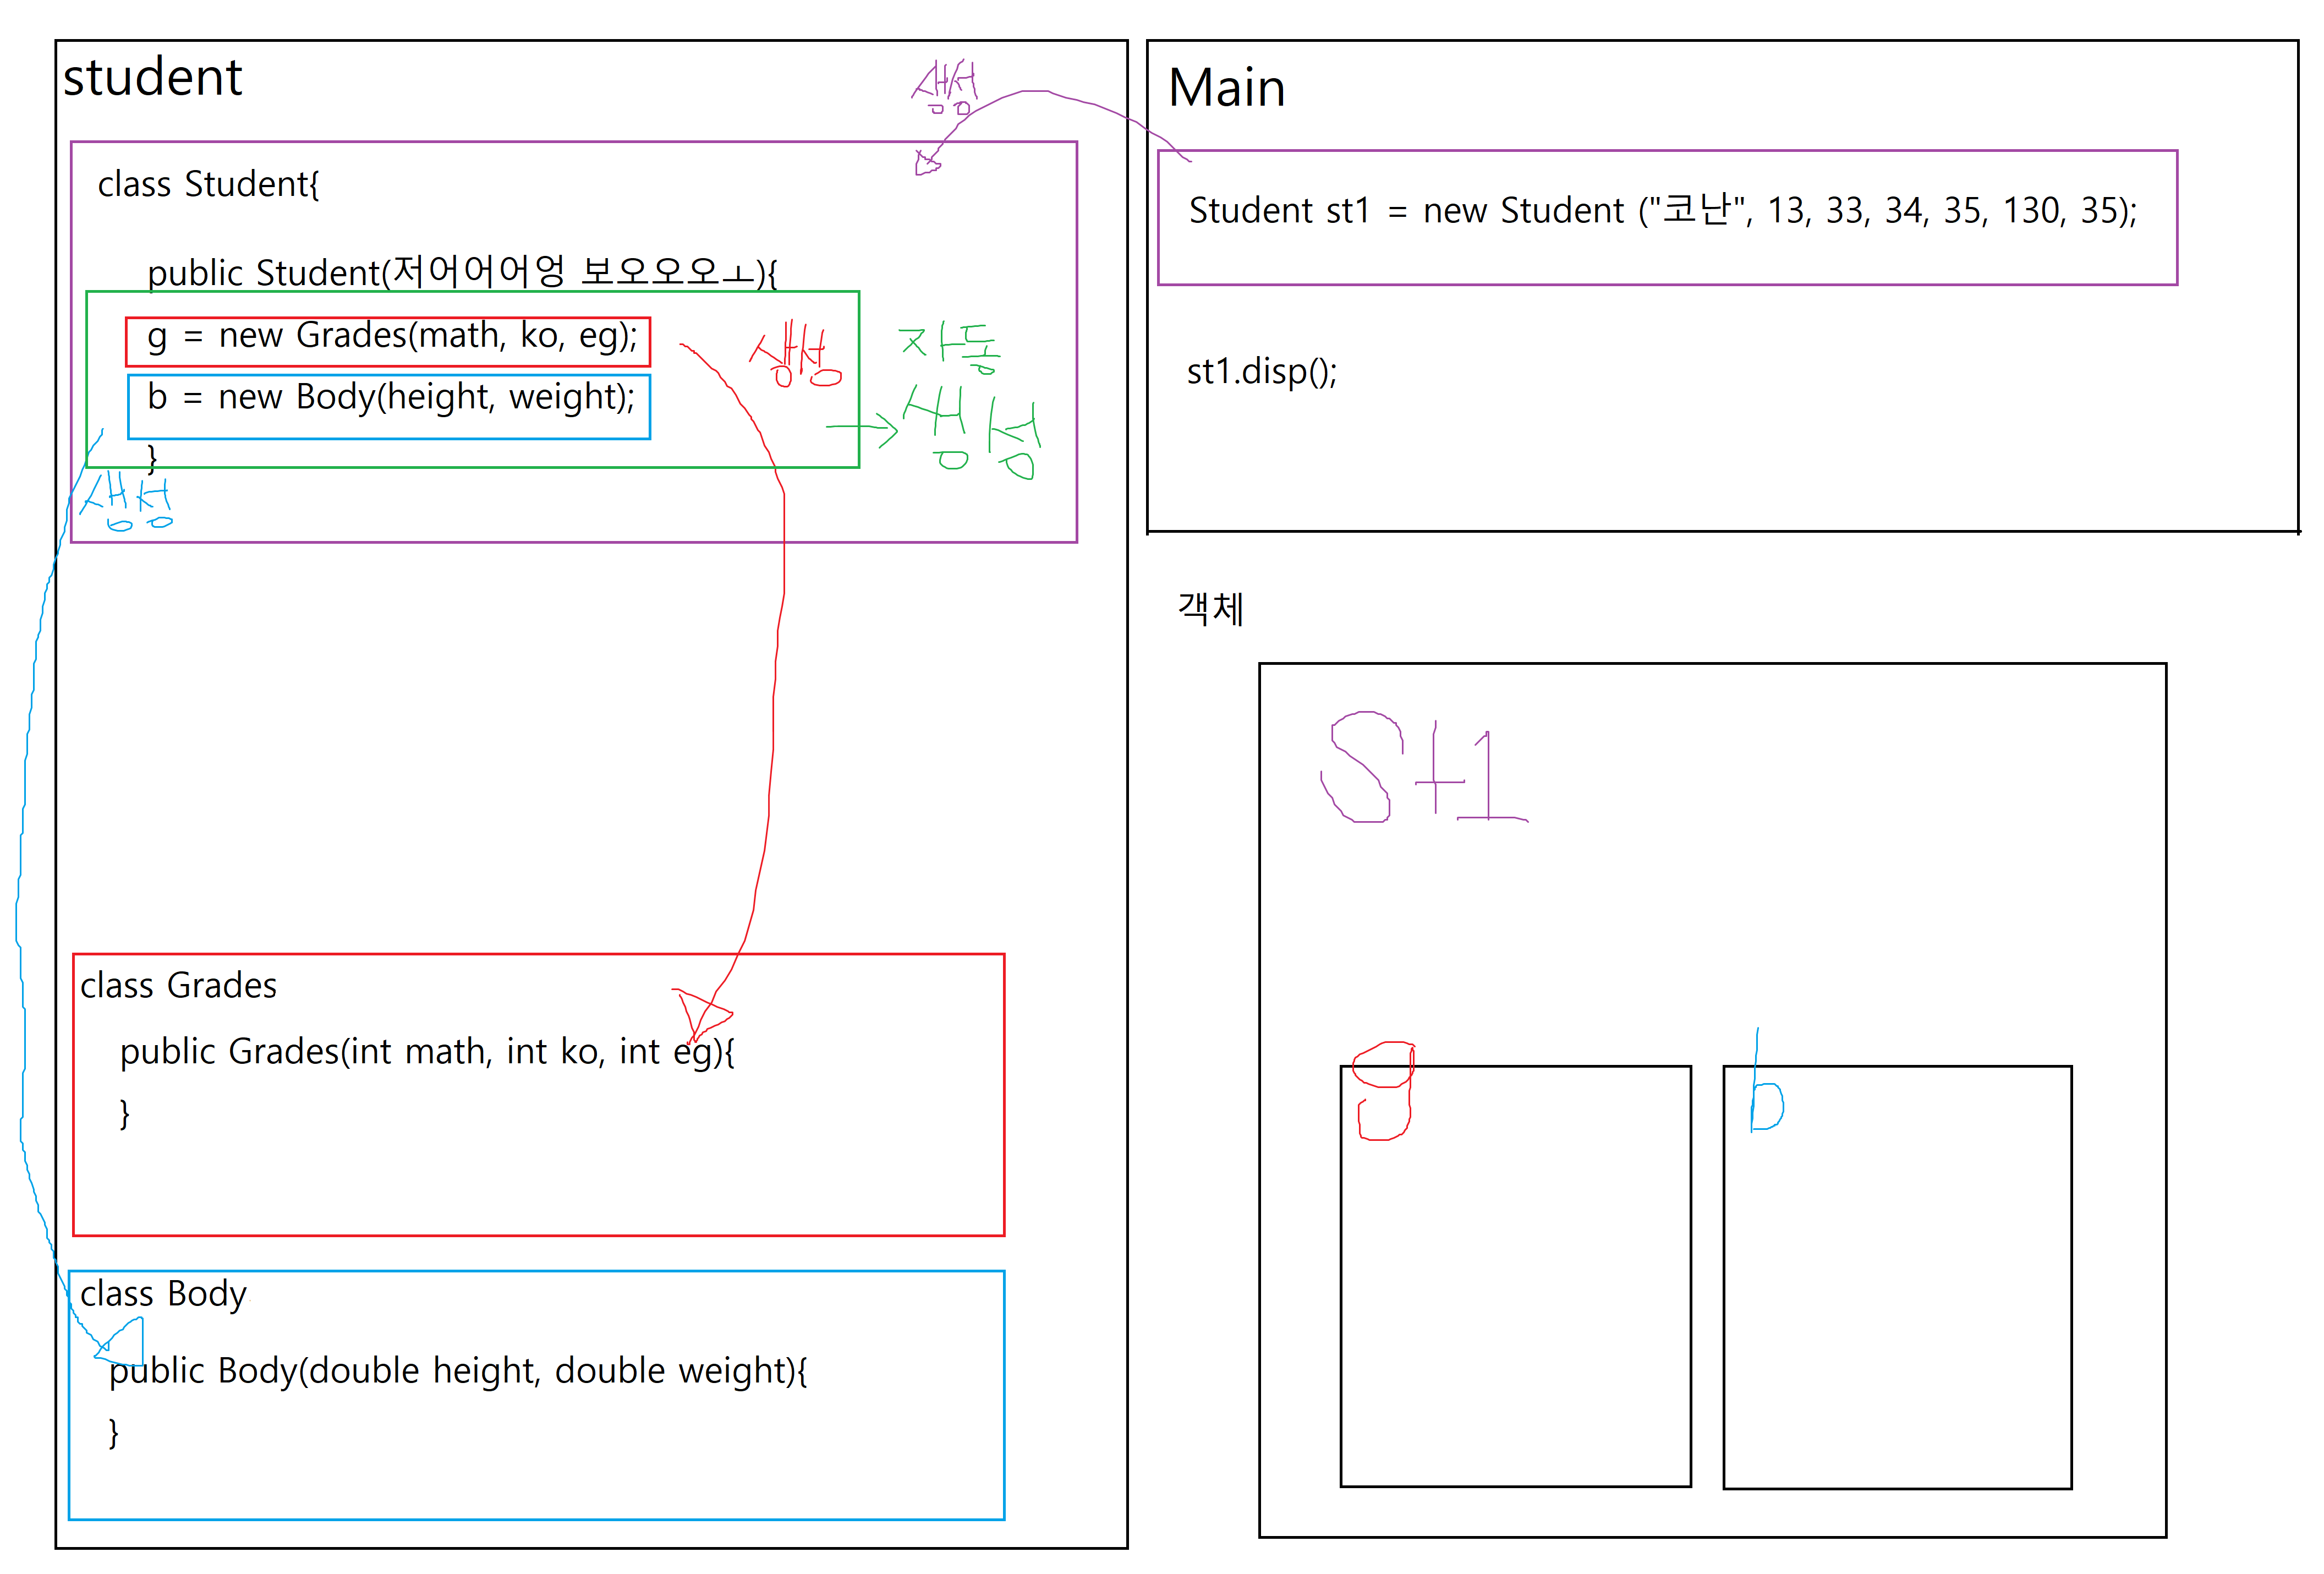 student
생성
class Student{
public Student(저어어어엉 보오오오ㅗ){
g = new Grades(math, ko, eg);
생성
자동
생성
b = new Body(height, weight);
}
생성
class Grades
public Grades(int math, int ko, int eg){
}
class Body
public Body(double height, double weight){
}
Main
Student st1 = new Student ("코난", 13, 33, 34, 35, 130, 35);
st1.disp();
객체
St1
g
b